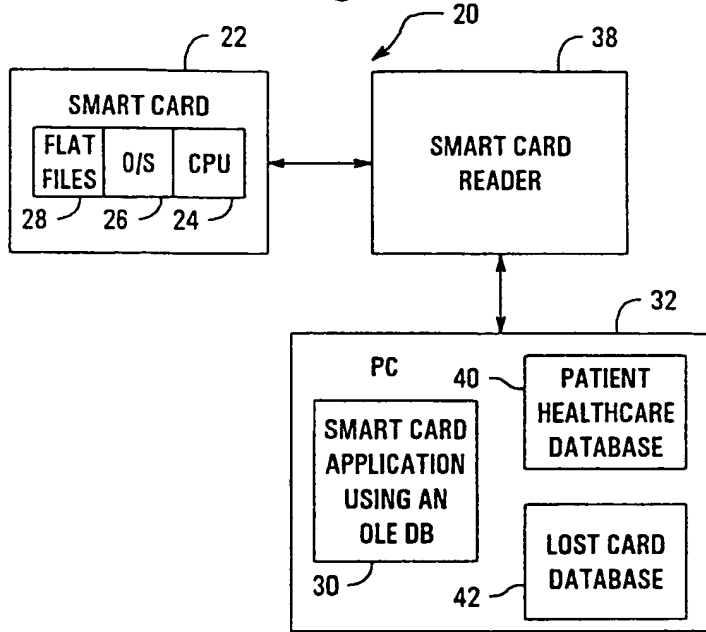 22
20
38
SMART CARD
FLAT
FILES
O/S
CPU
28
26
24
SMART CARD
READER
32
PC
40
PATIENT
HEALTHCARE
DATABASE
SMART CARD
APPLICATION
USING AN
OLE DB
30
LOST CARD
DATABASE
42